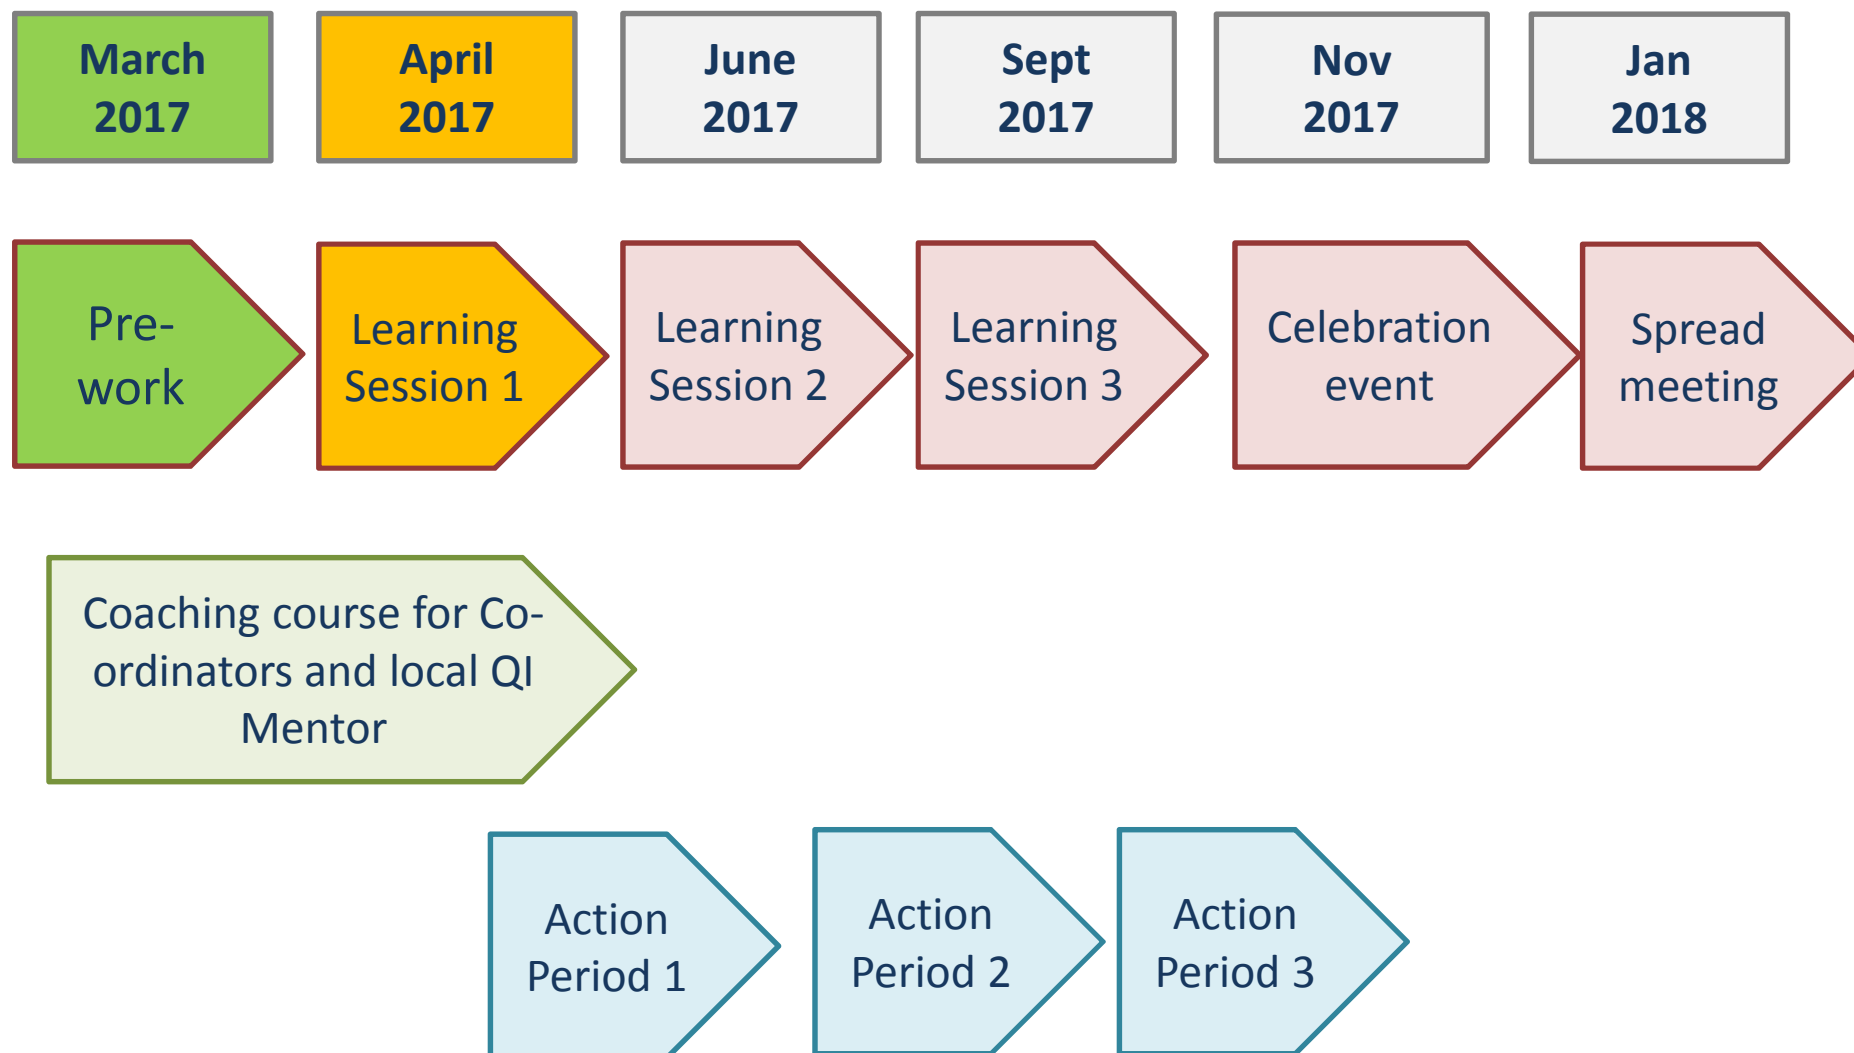 March
2017
April
2017
June
2017
Sept
2017
Nov
2017
Jan
2018
Pre-
work
Learning
Session 1
Learning
Session 2
Learning
Session 3
Celebration
event
Spread
meeting
Coaching course for Co-
ordinators and local QI
Mentor
Action
Period 1
Action
Period 2
Action
Period 3